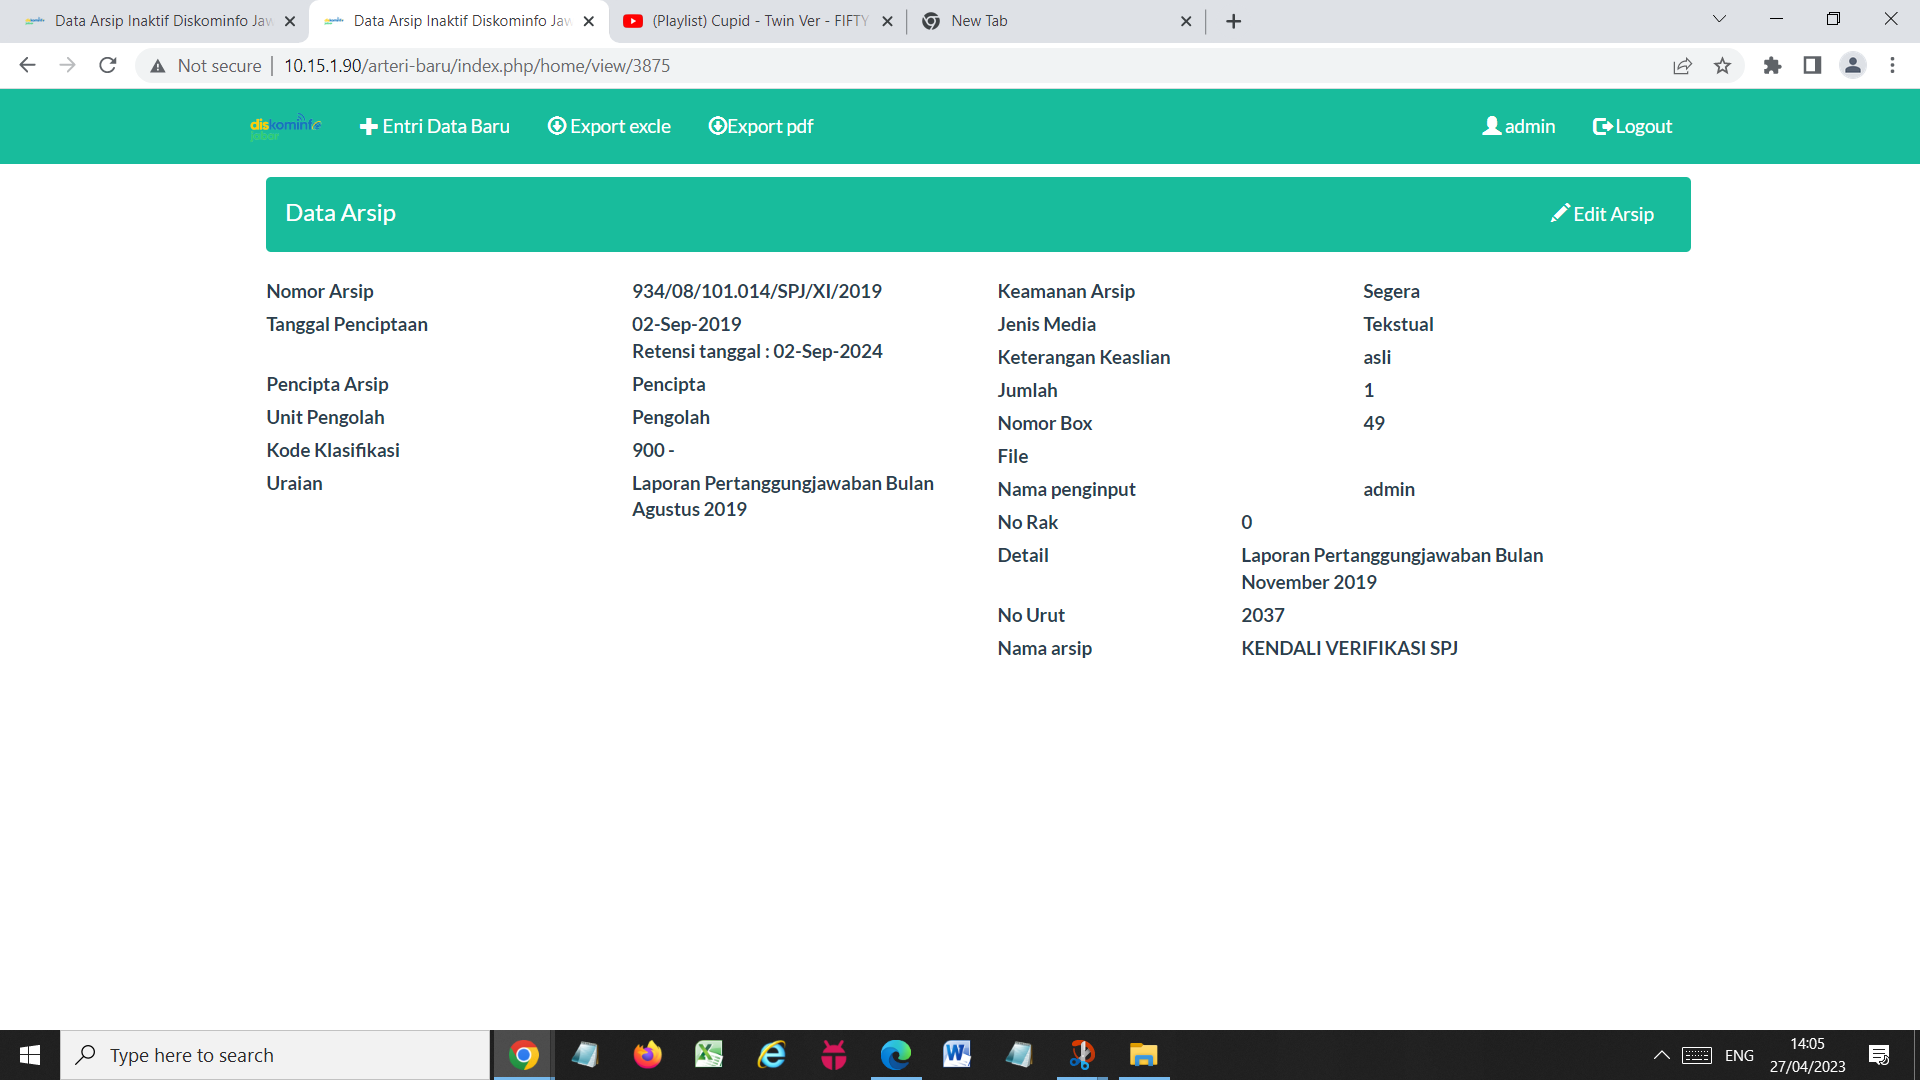 Data Arsip Inaktif Diskominfo Jaw
Data Arsip Inaktif Diskominfo Jaw
(Playlist) Cupid - Twin Ver - FIFTY
New Tab
Not secure
10.15.1.90/arteri-baru/index.php/home/view/3875
diskominfo
Entri Data Baru
Export excle
Export pdf
admin
Logout
Data Arsip
Edit Arsip
Nomor Arsip 934/08/101.014/SPJ/XI/2019
Tanggal Penciptaan 02-Sep-2019
Retensi tanggal : 02-Sep-2024
Pencipta Arsip Pencipta
Unit Pengolah Pengolah
Kode Klasifikasi 900 -
Uraian Laporan Pertanggungjawaban Bulan
Agustus 2019
Keamanan Arsip Segera
Jenis Media Tekstual
Keterangan Keaslian asli
Jumlah 1
Nomor Box 49
File
Nama penginput admin
No Rak 0
Detail Laporan Pertanggungjawaban Bulan
November 2019
No Urut 2037
Nama arsip KENDALI VERIFIKASI SPJ
Type here to search
ENG
14:05
27/04/2023